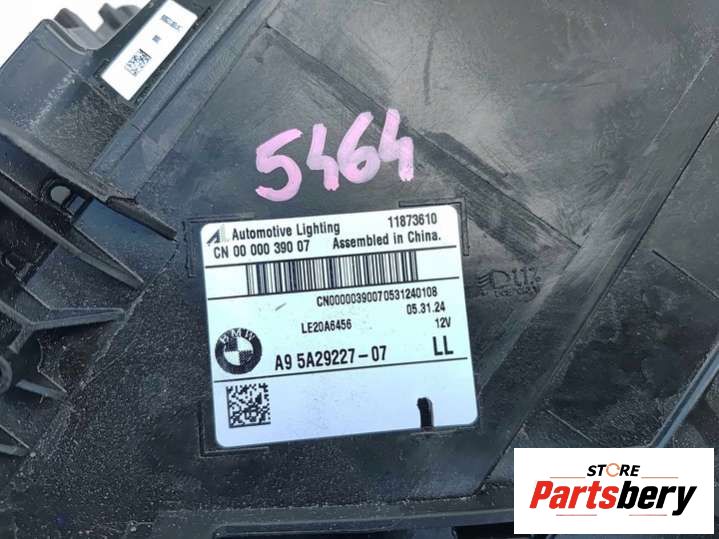 5464
Automotive Lighting 11873610
CN 00 000 390 07 Assembled in China.
CN00000390070531240108
LE20A6456 05.31.24
12V
BMW
A9 5A29227-07 LL
STORE
Partsbery